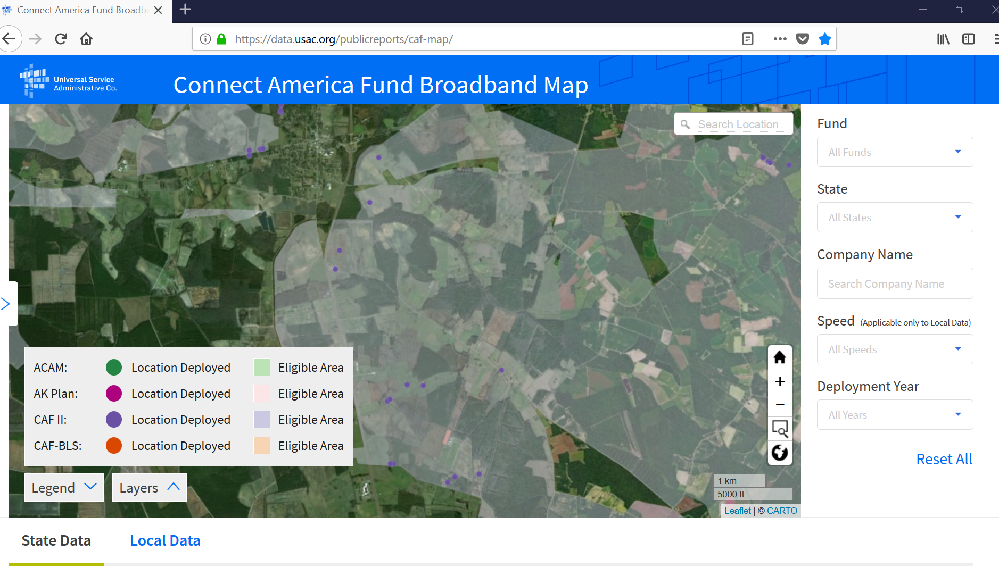 Connect America Fund Broadba
https://data.usac.org/publicreports/caf-map/
Universal Service
Administrative Co.
Connect America Fund Broadband Map
Search Location
Fund
All Funds
State
All States
Company Name
Search Company Name
Speed (Applicable only to Local Data)
All Speeds
Deployment Year
All Years
Reset All
ACAM: Location Deployed Eligible Area
AK Plan: Location Deployed Eligible Area
CAF II: Location Deployed Eligible Area
CAF-BLS: Location Deployed Eligible Area
Legend
Layers
+
−
1 km
5000 ft
Leaflet | © CARTO
State Data
Local Data